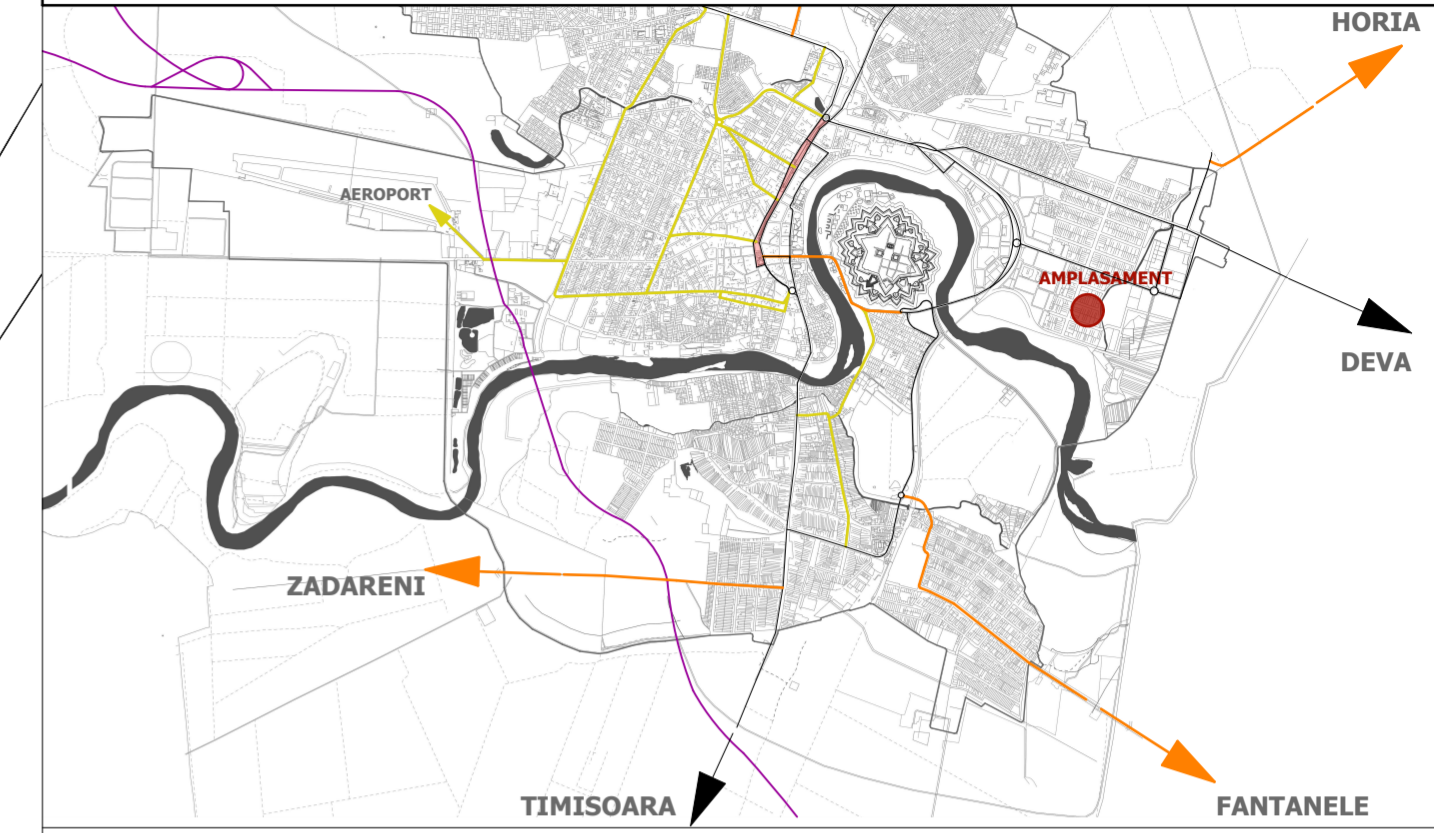 HORIA
AEROPORT
AMPLASAMENT
DEVA
ZADARENI
TIMISOARA
FANTANELE